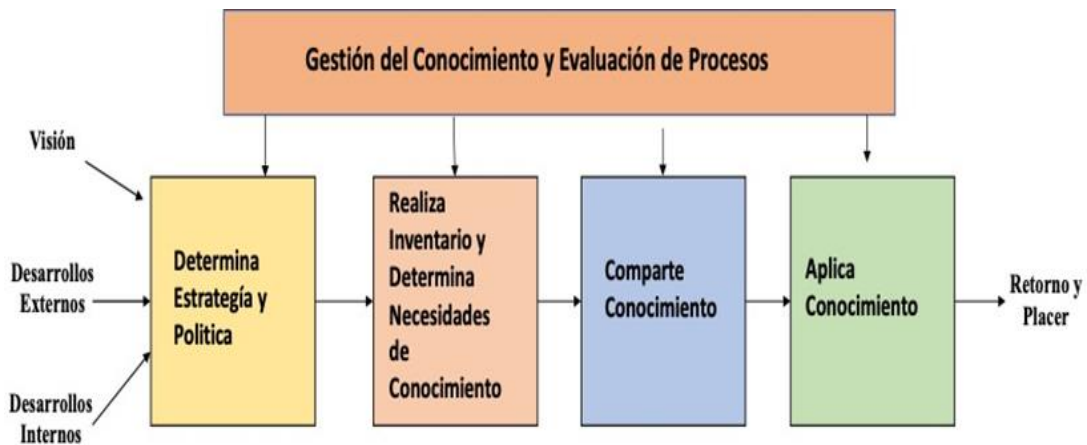 Gestión del Conocimiento y Evaluación de Procesos
Visión
Desarrollos
Externos
Desarrollos
Internos
Determina
Estrategía y
Politica
Realiza
Inventario y
Determina
Necesidades
de
Conocimiento
Comparte
Conocimiento
Aplica
Conocimiento
Retorno y
Placer